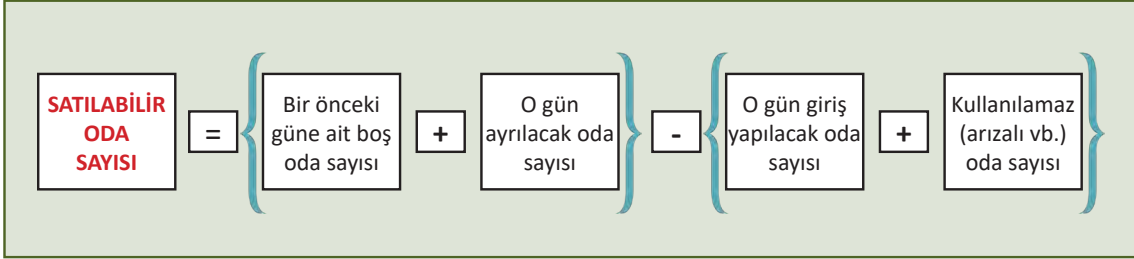 SATILABİLİR
ODA
SAYISI
=
{
Bir önceki
güne ait boş
oda sayısı
+
O gün
ayrılacak oda
sayısı
}
-
{
O gün giriş
yapılacak oda
sayısı
+
Kullanılamaz
(arızalı vb.)
oda sayısı
}